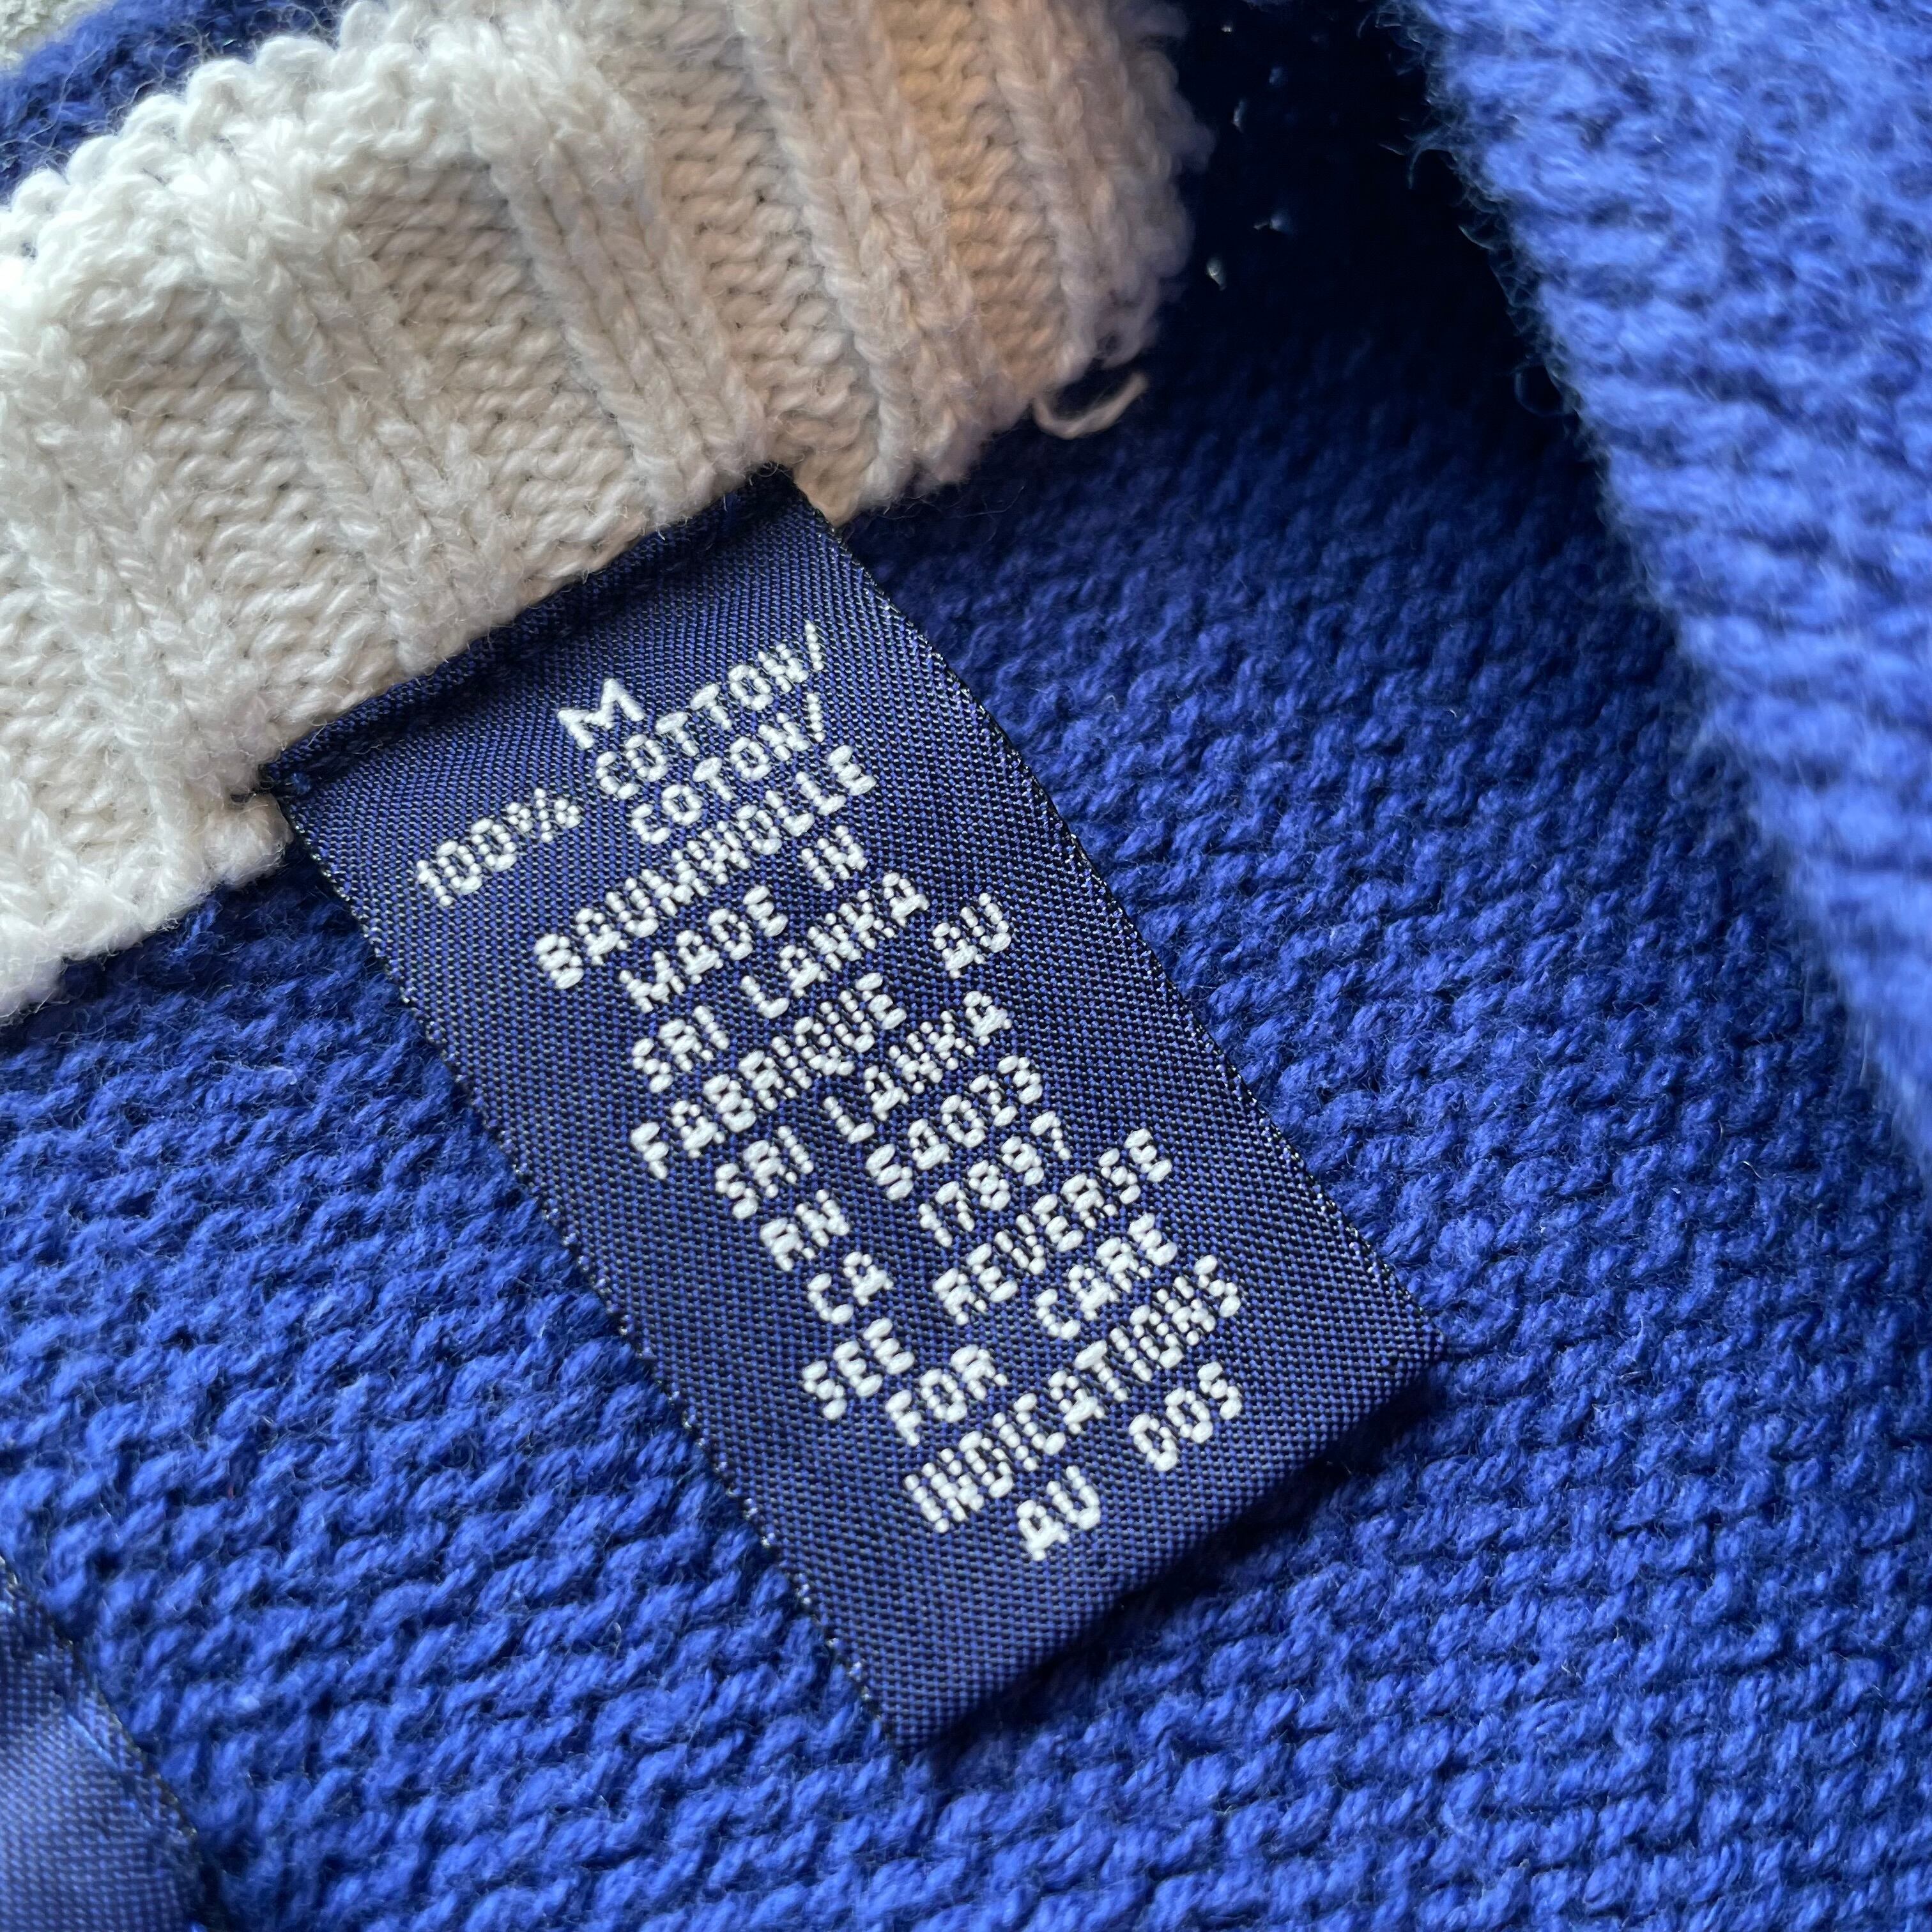 M
100% COTTON/
COTON/
BAUMWOLLE
MADE IN
SRI LANKA
FABRIQUE AU
SRI LANKA
RN 54023
CA 17897
SEE REVERSE
FOR CARE
INDICATIONS
AU DOS